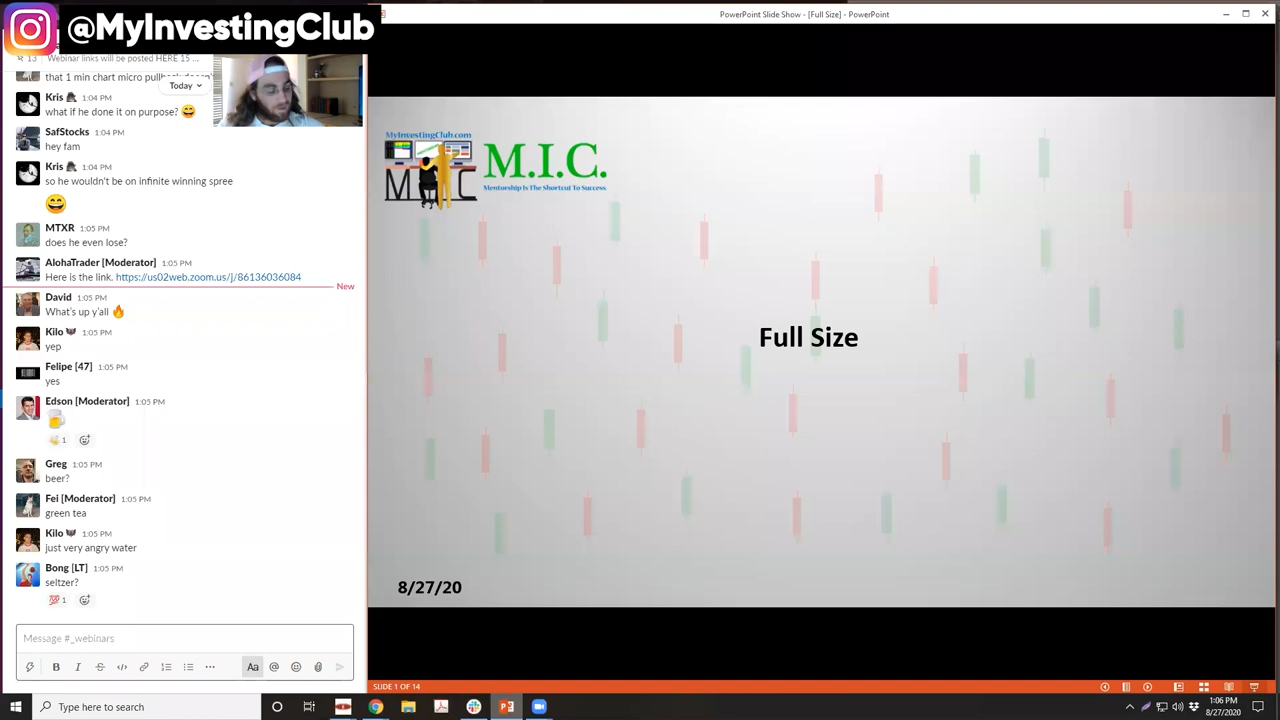 @MyInvestingClub
PowerPoint Slide Show - [Full Size] - PowerPoint
13 Webinar links will be posted HERE 15 ...
that 1 min chart micro pullback
Today
Kris 1:04 PM
what if he done it on purpose? 😄
SafStocks 1:04 PM
hey fam
Kris 1:04 PM
so he wouldn't be on infinite winning spree
😄
MTXR 1:05 PM
does he even lose?
AlohaTrader [Moderator] 1:05 PM
Here is the link. https://us02web.zoom.us/j/86136036084
New
David 1:05 PM
What's up y'all 🔥
Kilo 1:05 PM
yep
Felipe [47] 1:05 PM
yes
Edson [Moderator] 1:05 PM
🍺
1
Greg 1:05 PM
beer?
Fei [Moderator] 1:05 PM
green tea
Kilo 1:05 PM
just very angry water
Bong [LT] 1:05 PM
seltzer?
💯 1
Message #_webinars
B I S Aa @
MyInvestingClub.com
M.I.C.
MIC
Mentorship Is The Shortcut To Success.
Full Size
8/27/20
SLIDE 1 OF 14
Type here to search
1:06 PM
8/27/2020